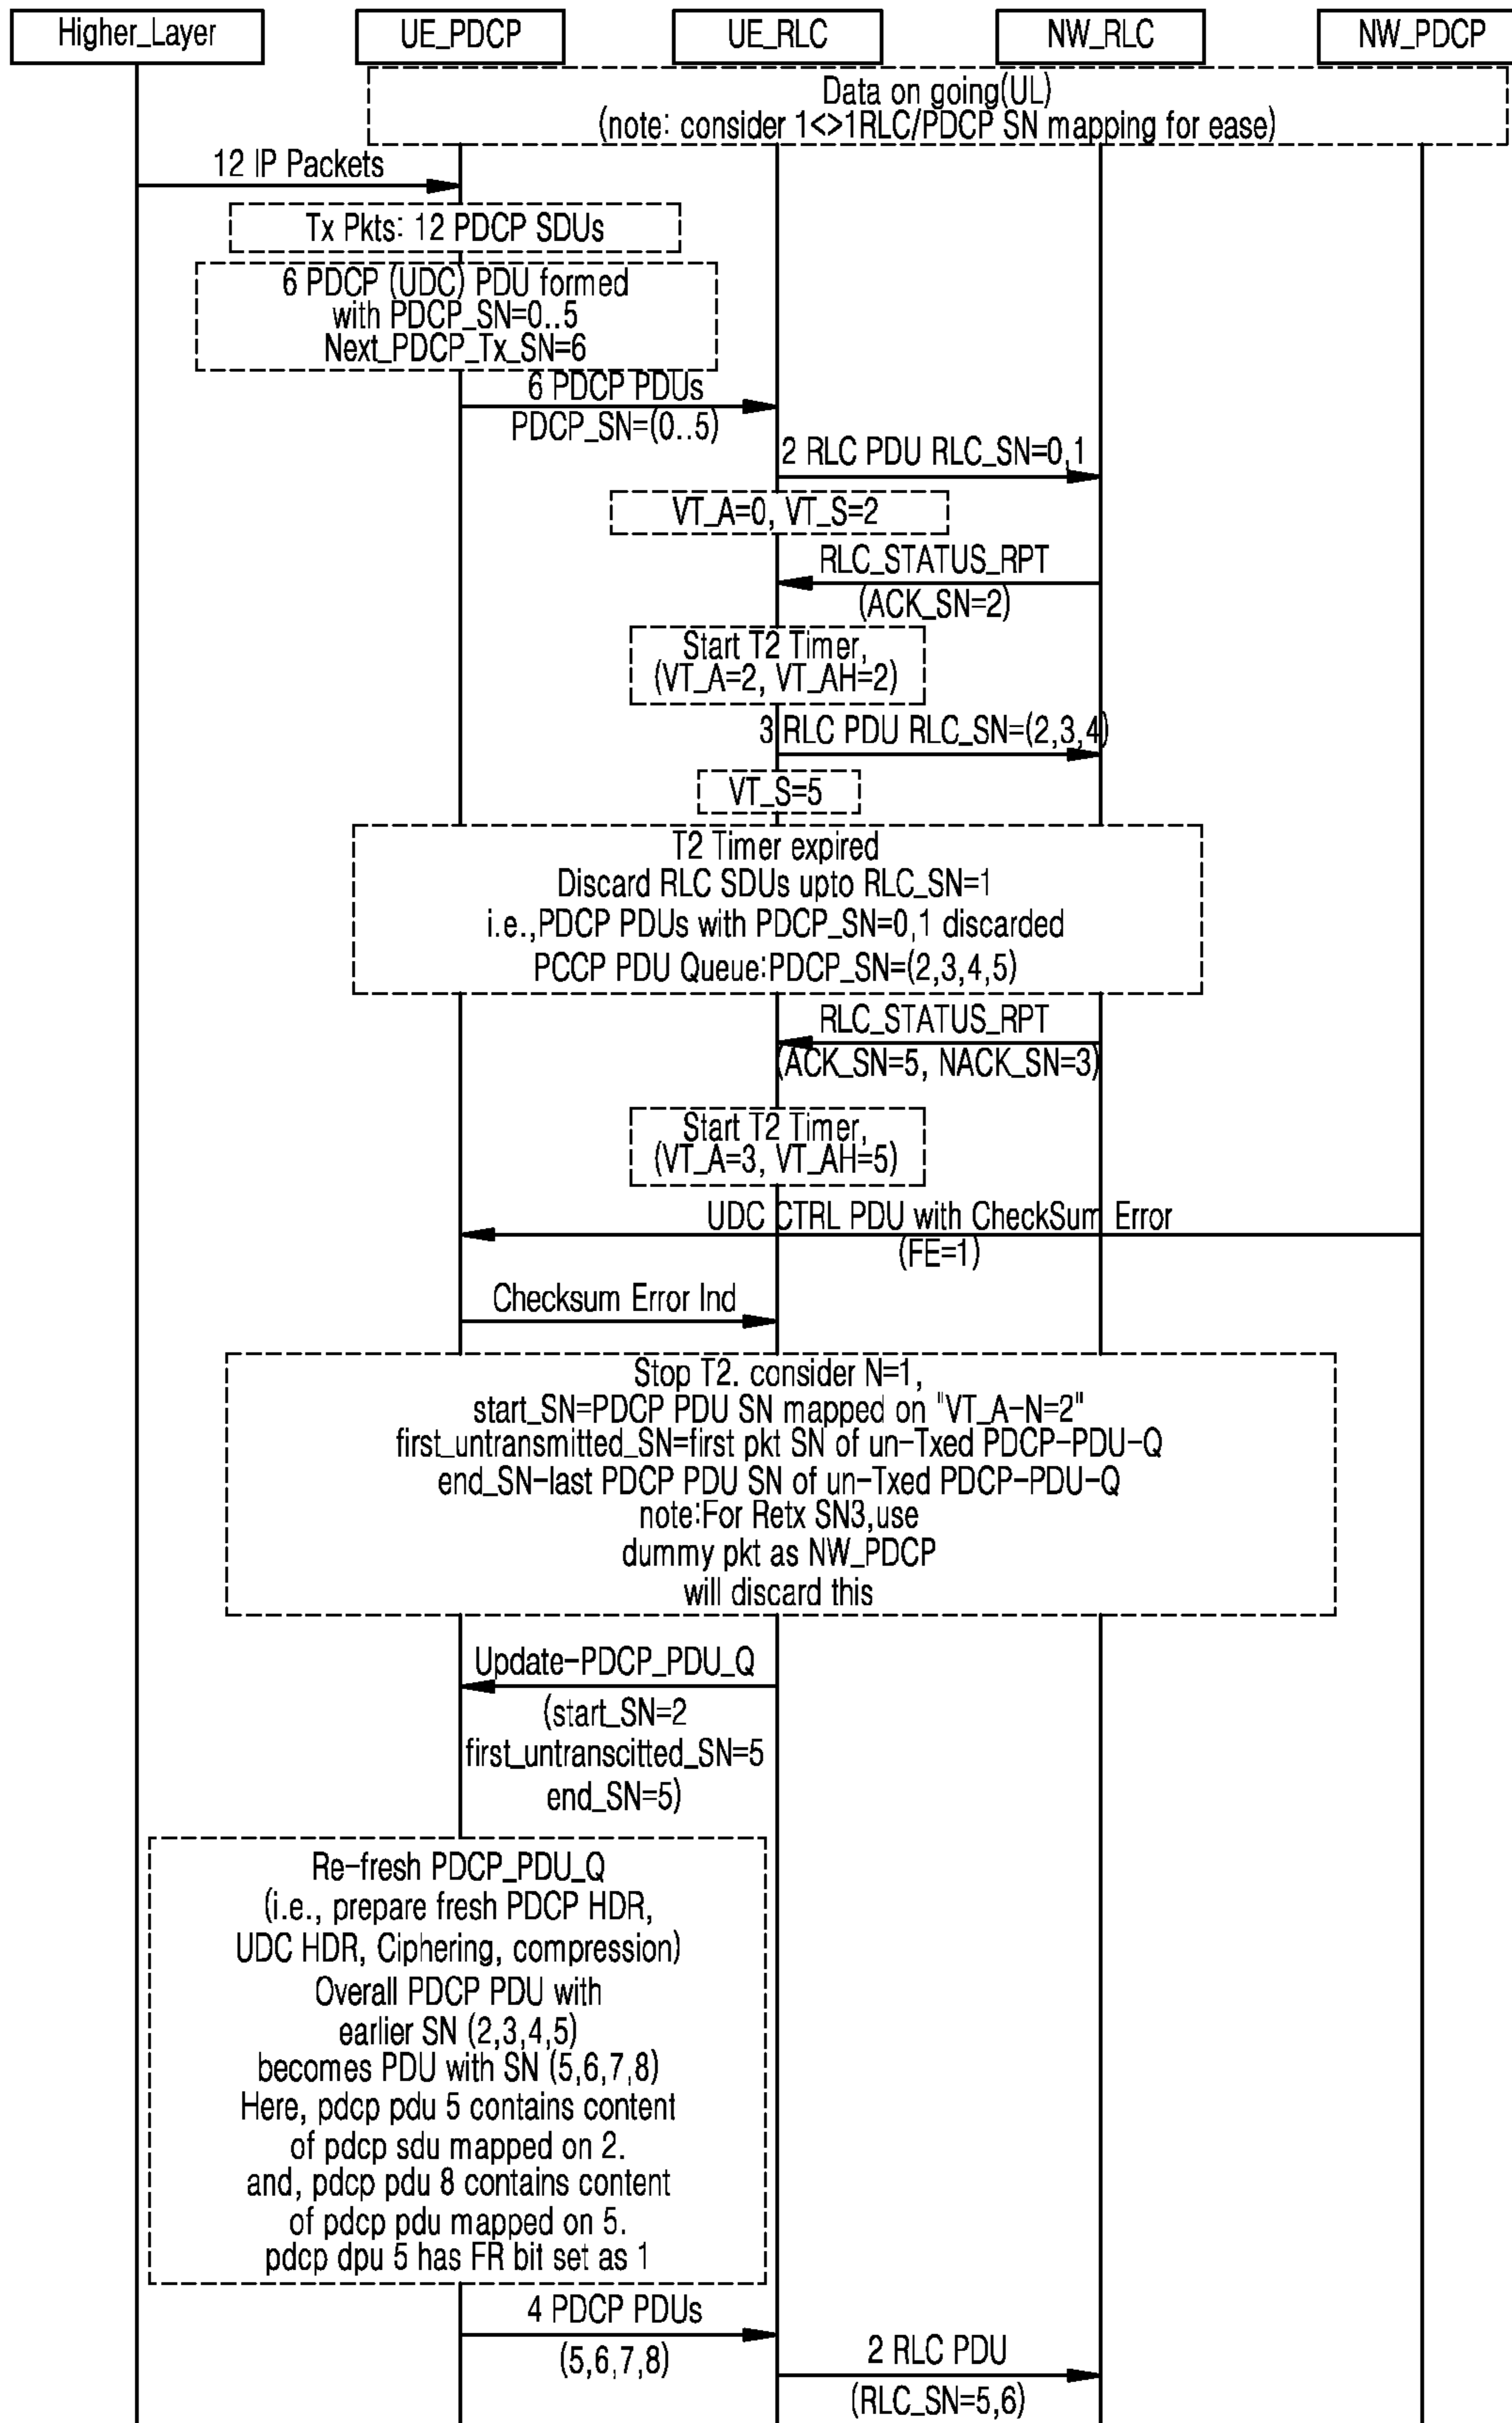 Higher_Layer
UE_PDCP
UE_RLC
NW_RLC
NW_PDCP
Data on going(UL)
(note: consider 1<>1RLC/PDCP SN mapping for ease)
12 IP Packets
Tx Pkts: 12 PDCP SDUs
6 PDCP (UDC) PDU formed
with PDCP_SN=0..5
Next_PDCP_Tx_SN=6
6 PDCP PDUs
PDCP_SN=(0..5)
2 RLC PDU RLC_SN=0,1
VT_A=0, VT_S=2
RLC_STATUS_RPT
(ACK_SN=2)
Start T2 Timer,
(VT_A=2, VT_AH=2)
3 RLC PDU RLC_SN=(2,3,4)
VT_S=5
T2 Timer expired
Discard RLC SDUs upto RLC_SN=1
i.e.,PDCP PDUs with PDCP_SN=0,1 discarded
PCCP PDU Queue:PDCP_SN=(2,3,4,5)
RLC_STATUS_RPT
(ACK_SN=5, NACK_SN=3)
Start T2 Timer,
(VT_A=3, VT_AH=5)
UDC CTRL PDU with CheckSum Error
(FE=1)
Checksum Error Ind
Stop T2. consider N=1,
start_SN=PDCP PDU SN mapped on "VT_A-N=2"
first_untransmitted_SN=first pkt SN of un-Txed PDCP-PDU-Q
end_SN-last PDCP PDU SN of un-Txed PDCP-PDU-Q
note:For Retx SN3,use
dummy pkt as NW_PDCP
will discard this
Update-PDCP_PDU_Q
(start_SN=2
first_untranscitted_SN=5
end_SN=5)
Re-fresh PDCP_PDU_Q
(i.e., prepare fresh PDCP HDR,
UDC HDR, Ciphering, compression)
Overall PDCP PDU with
earlier SN (2,3,4,5)
becomes PDU with SN (5,6,7,8)
Here, pdcp pdu 5 contains content
of pdcp sdu mapped on 2.
and, pdcp pdu 8 contains content
of pdcp pdu mapped on 5.
pdcp dpu 5 has FR bit set as 1
4 PDCP PDUs
(5,6,7,8)
2 RLC PDU
(RLC_SN=5,6)